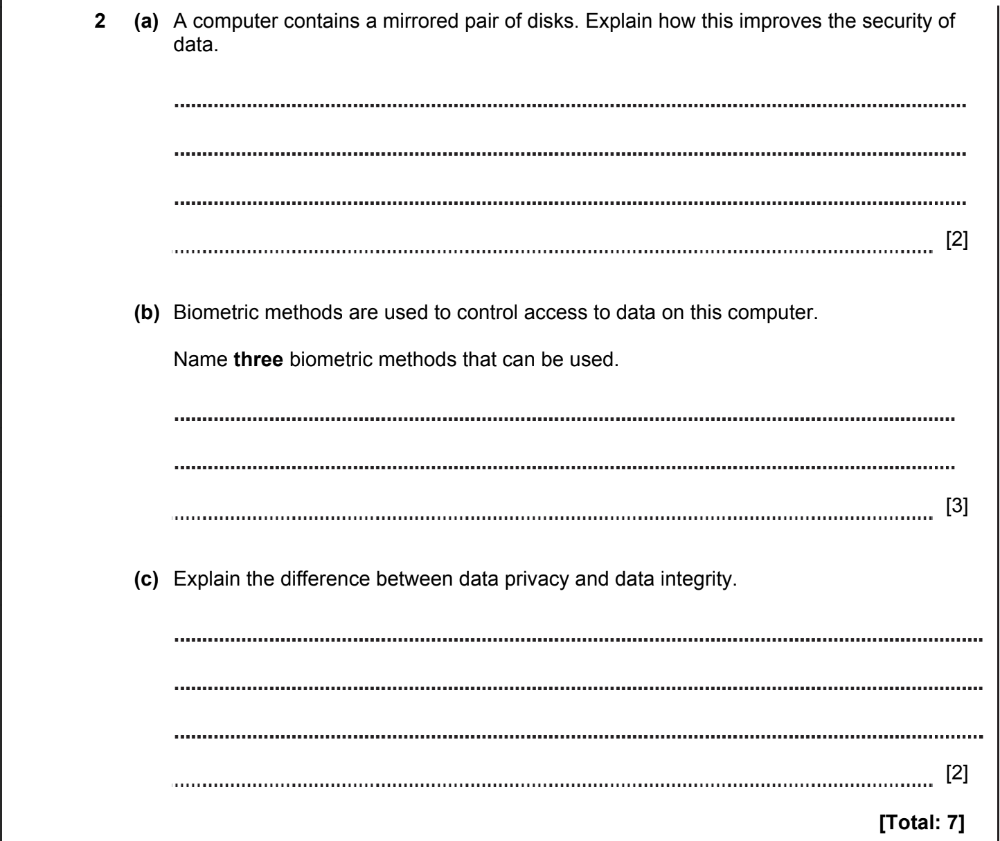 2 (a) A computer contains a mirrored pair of disks. Explain how this improves the security of
data.
[2]
(b) Biometric methods are used to control access to data on this computer.
Name three biometric methods that can be used.
[3]
(c) Explain the difference between data privacy and data integrity.
[2]
[Total: 7]